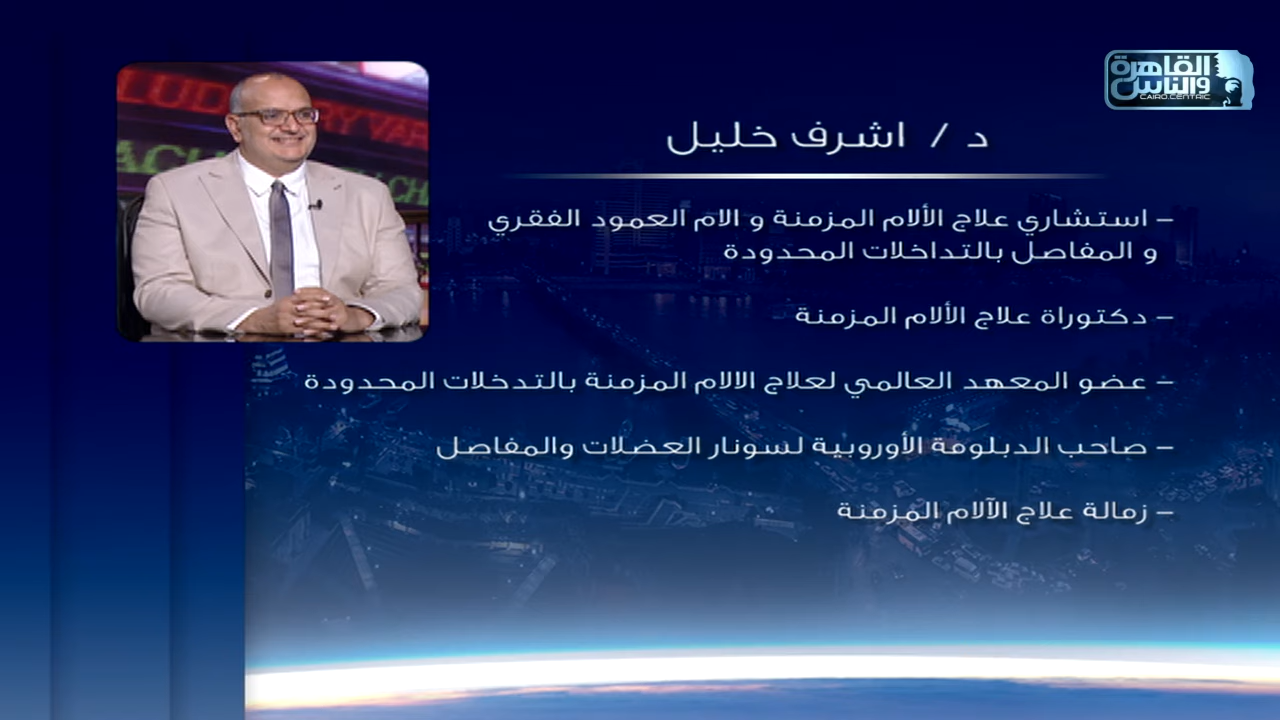 القاهرة
والناس
CAIRO.CENTRIC
د / اشرف خليل
- استشاري علاج الألام المزمنة و الام العمود الفقري
و المفاصل بالتداخلات المحدودة
- دكتوراة علاج الألام المزمنة
- عضو المعهد العالمي لعلاج الالام المزمنة بالتدخلات المحدودة
- صاحب الدبلومة الأوروبية لسونار العضلات والمفاصل
- زمالة علاج الآلام المزمنة